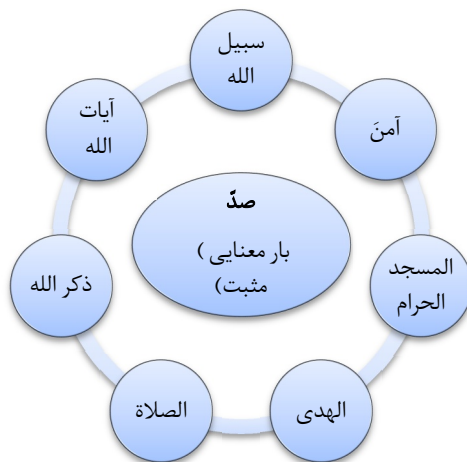 سبیل
الله
آمنَ
المسجد
الحرام
الهدی
الصلاة
ذکر الله
آیات
الله
صدّ
بار معنایی )
مثبت)